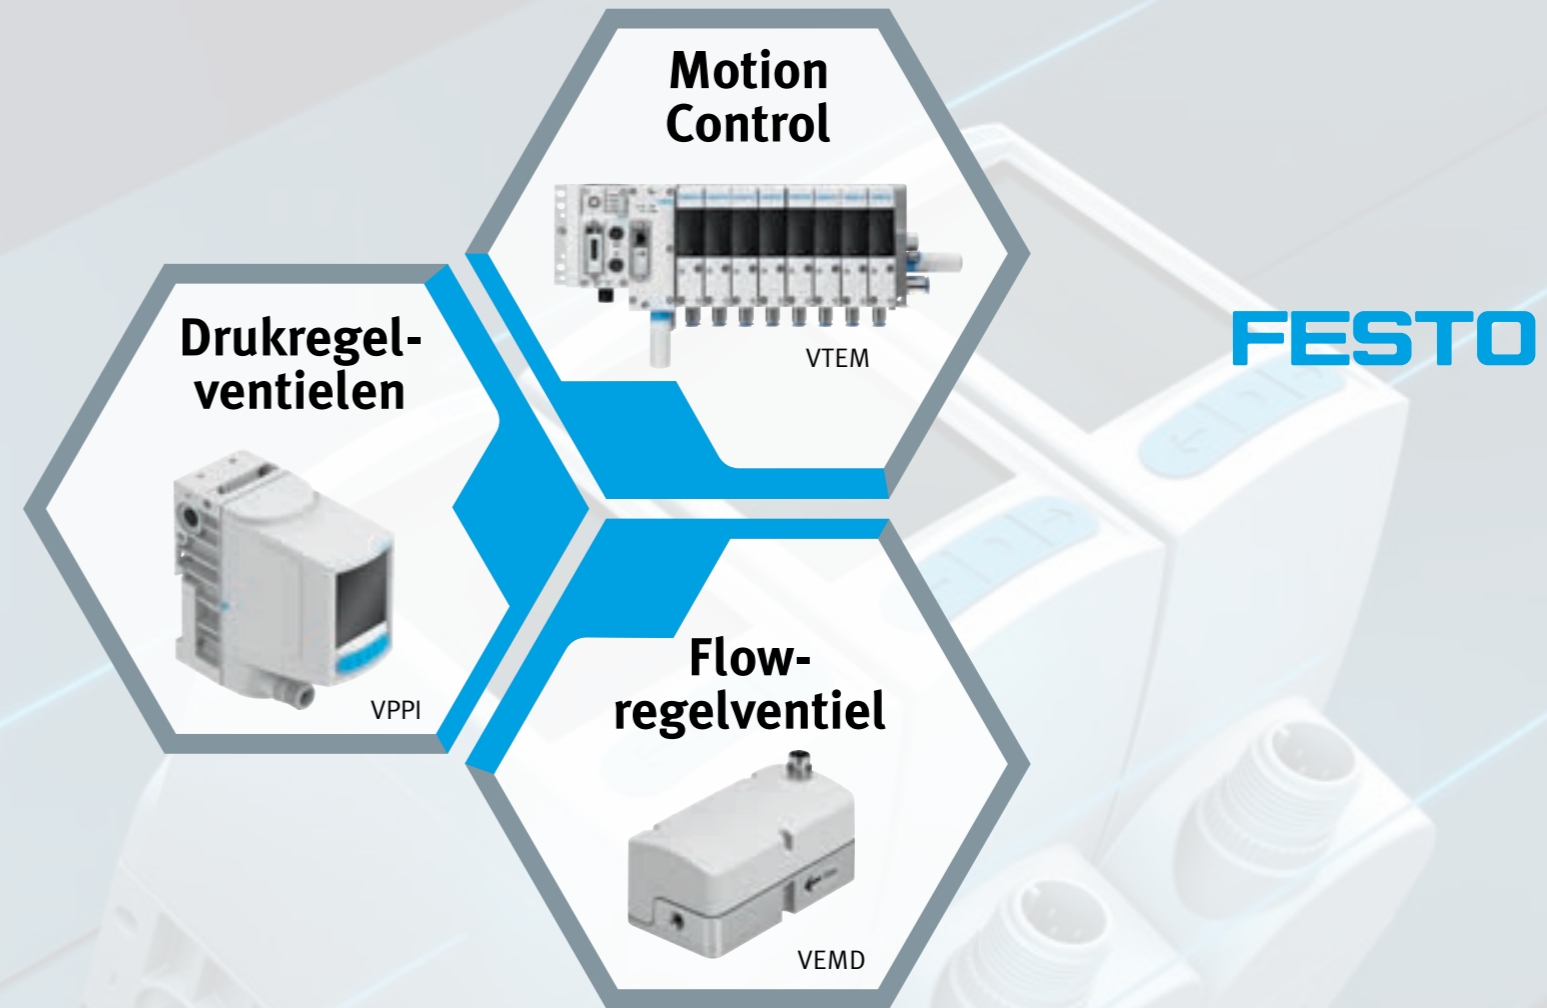 Motion
Control
VTEM
FESTO
Drukregel-
ventielen
VPPI
Flow-
regelventiel
VEMD